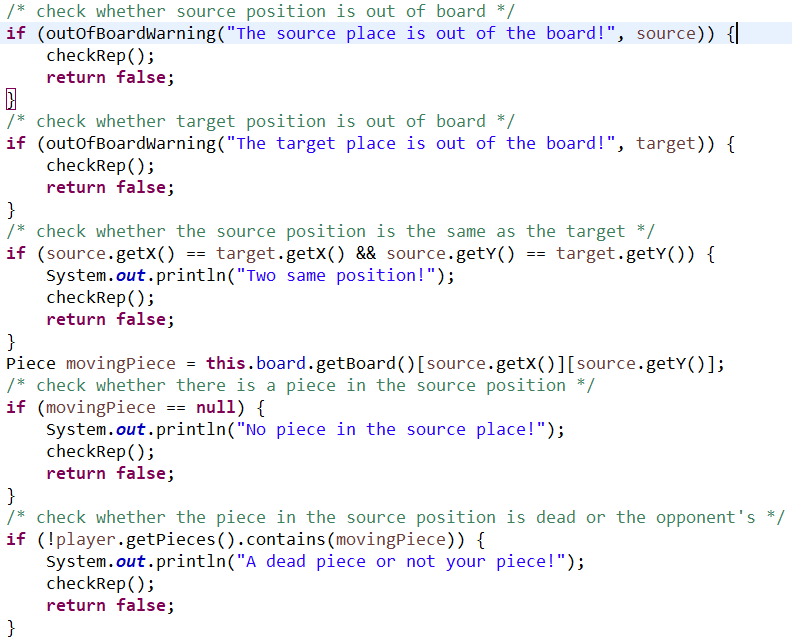 /* check whether source position is out of board */
if (outOfBoardWarning("The source place is out of the board!", source)) {
    checkRep();
    return false;
}
/* check whether target position is out of board */
if (outOfBoardWarning("The target place is out of the board!", target)) {
    checkRep();
    return false;
}
/* check whether the source position is the same as the target */
if (source.getX() == target.getX() && source.getY() == target.getY()) {
    System.out.println("Two same position!");
    checkRep();
    return false;
}
Piece movingPiece = this.board.getBoard()[source.getX()][source.getY()];
/* check whether there is a piece in the source position */
if (movingPiece == null) {
    System.out.println("No piece in the source place!");
    checkRep();
    return false;
}
/* check whether the piece in the source position is dead or the opponent's */
if (!player.getPieces().contains(movingPiece)) {
    System.out.println("A dead piece or not your piece!");
    checkRep();
    return false;
}